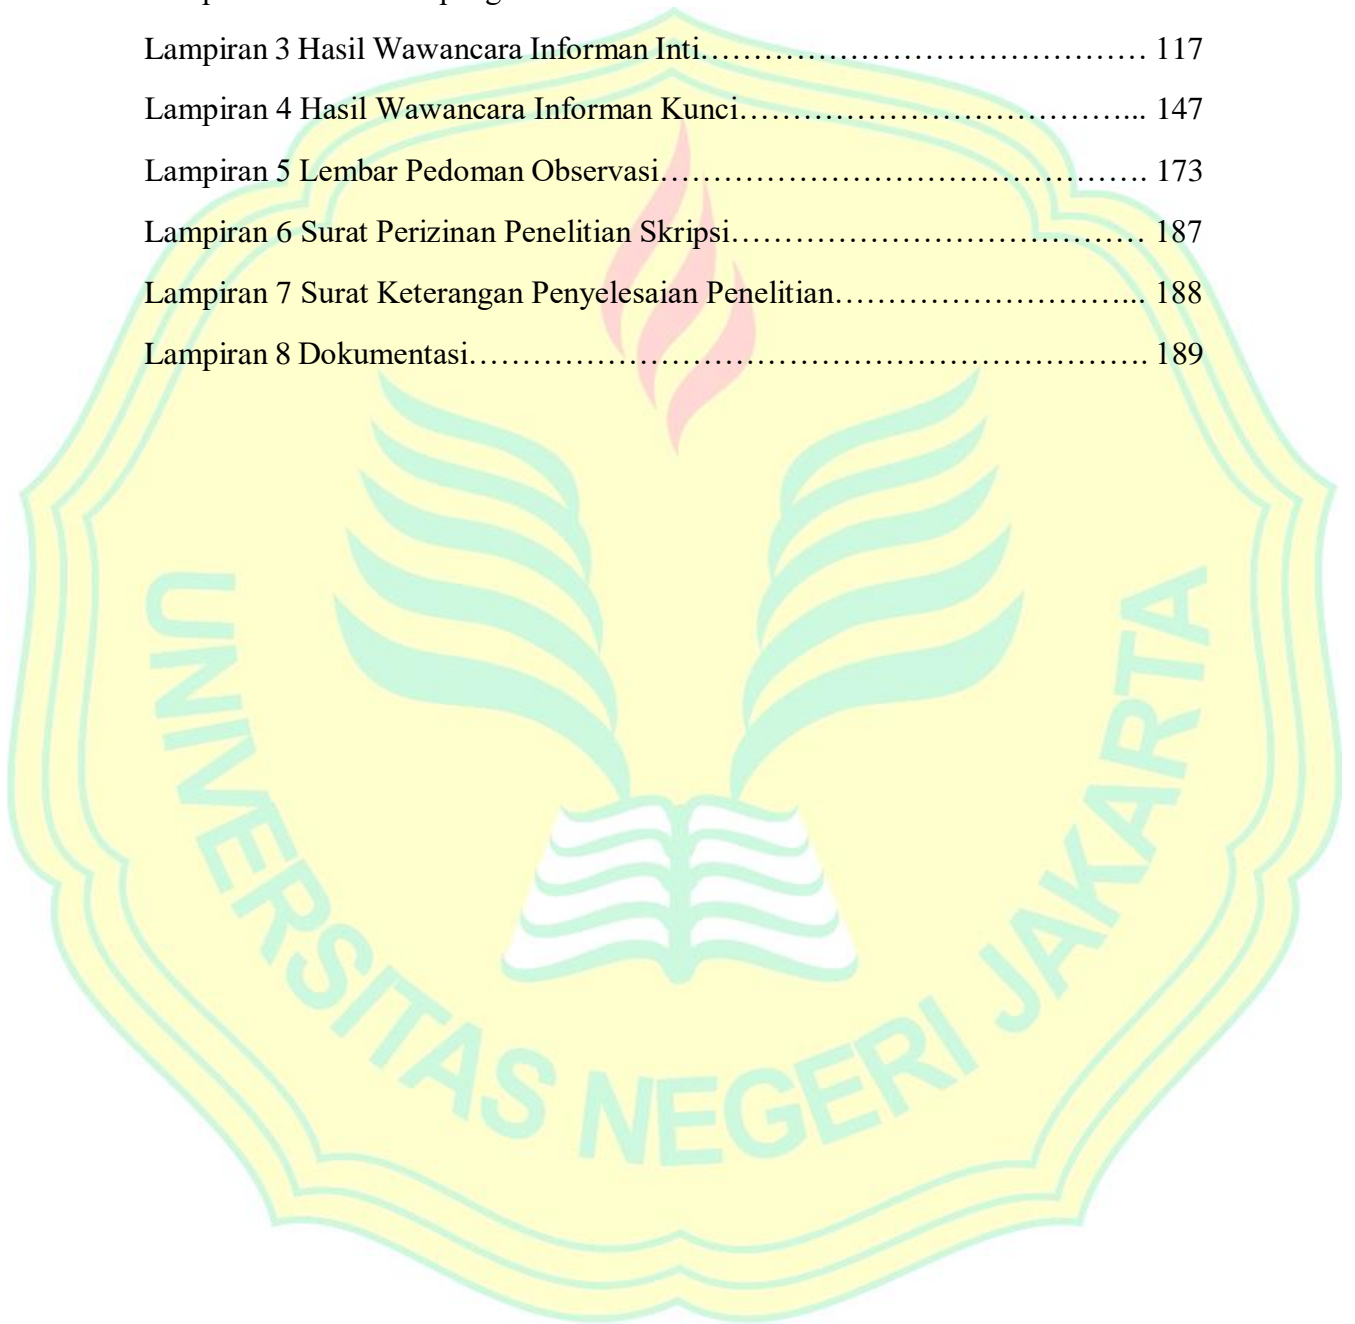 Lampiran 3 Hasil Wawancara Informan Inti…………………………………… 117
Lampiran 4 Hasil Wawancara Informan Kunci………………………………... 147
Lampiran 5 Lembar Pedoman Observasi………………………………………. 173
Lampiran 6 Surat Perizinan Penelitian Skripsi………………………………… 187
Lampiran 7 Surat Keterangan Penyelesaian Penelitian………………………... 188
Lampiran 8 Dokumentasi………………………………………………………. 189
UNIVERSITAS NEGERI JAKARTA